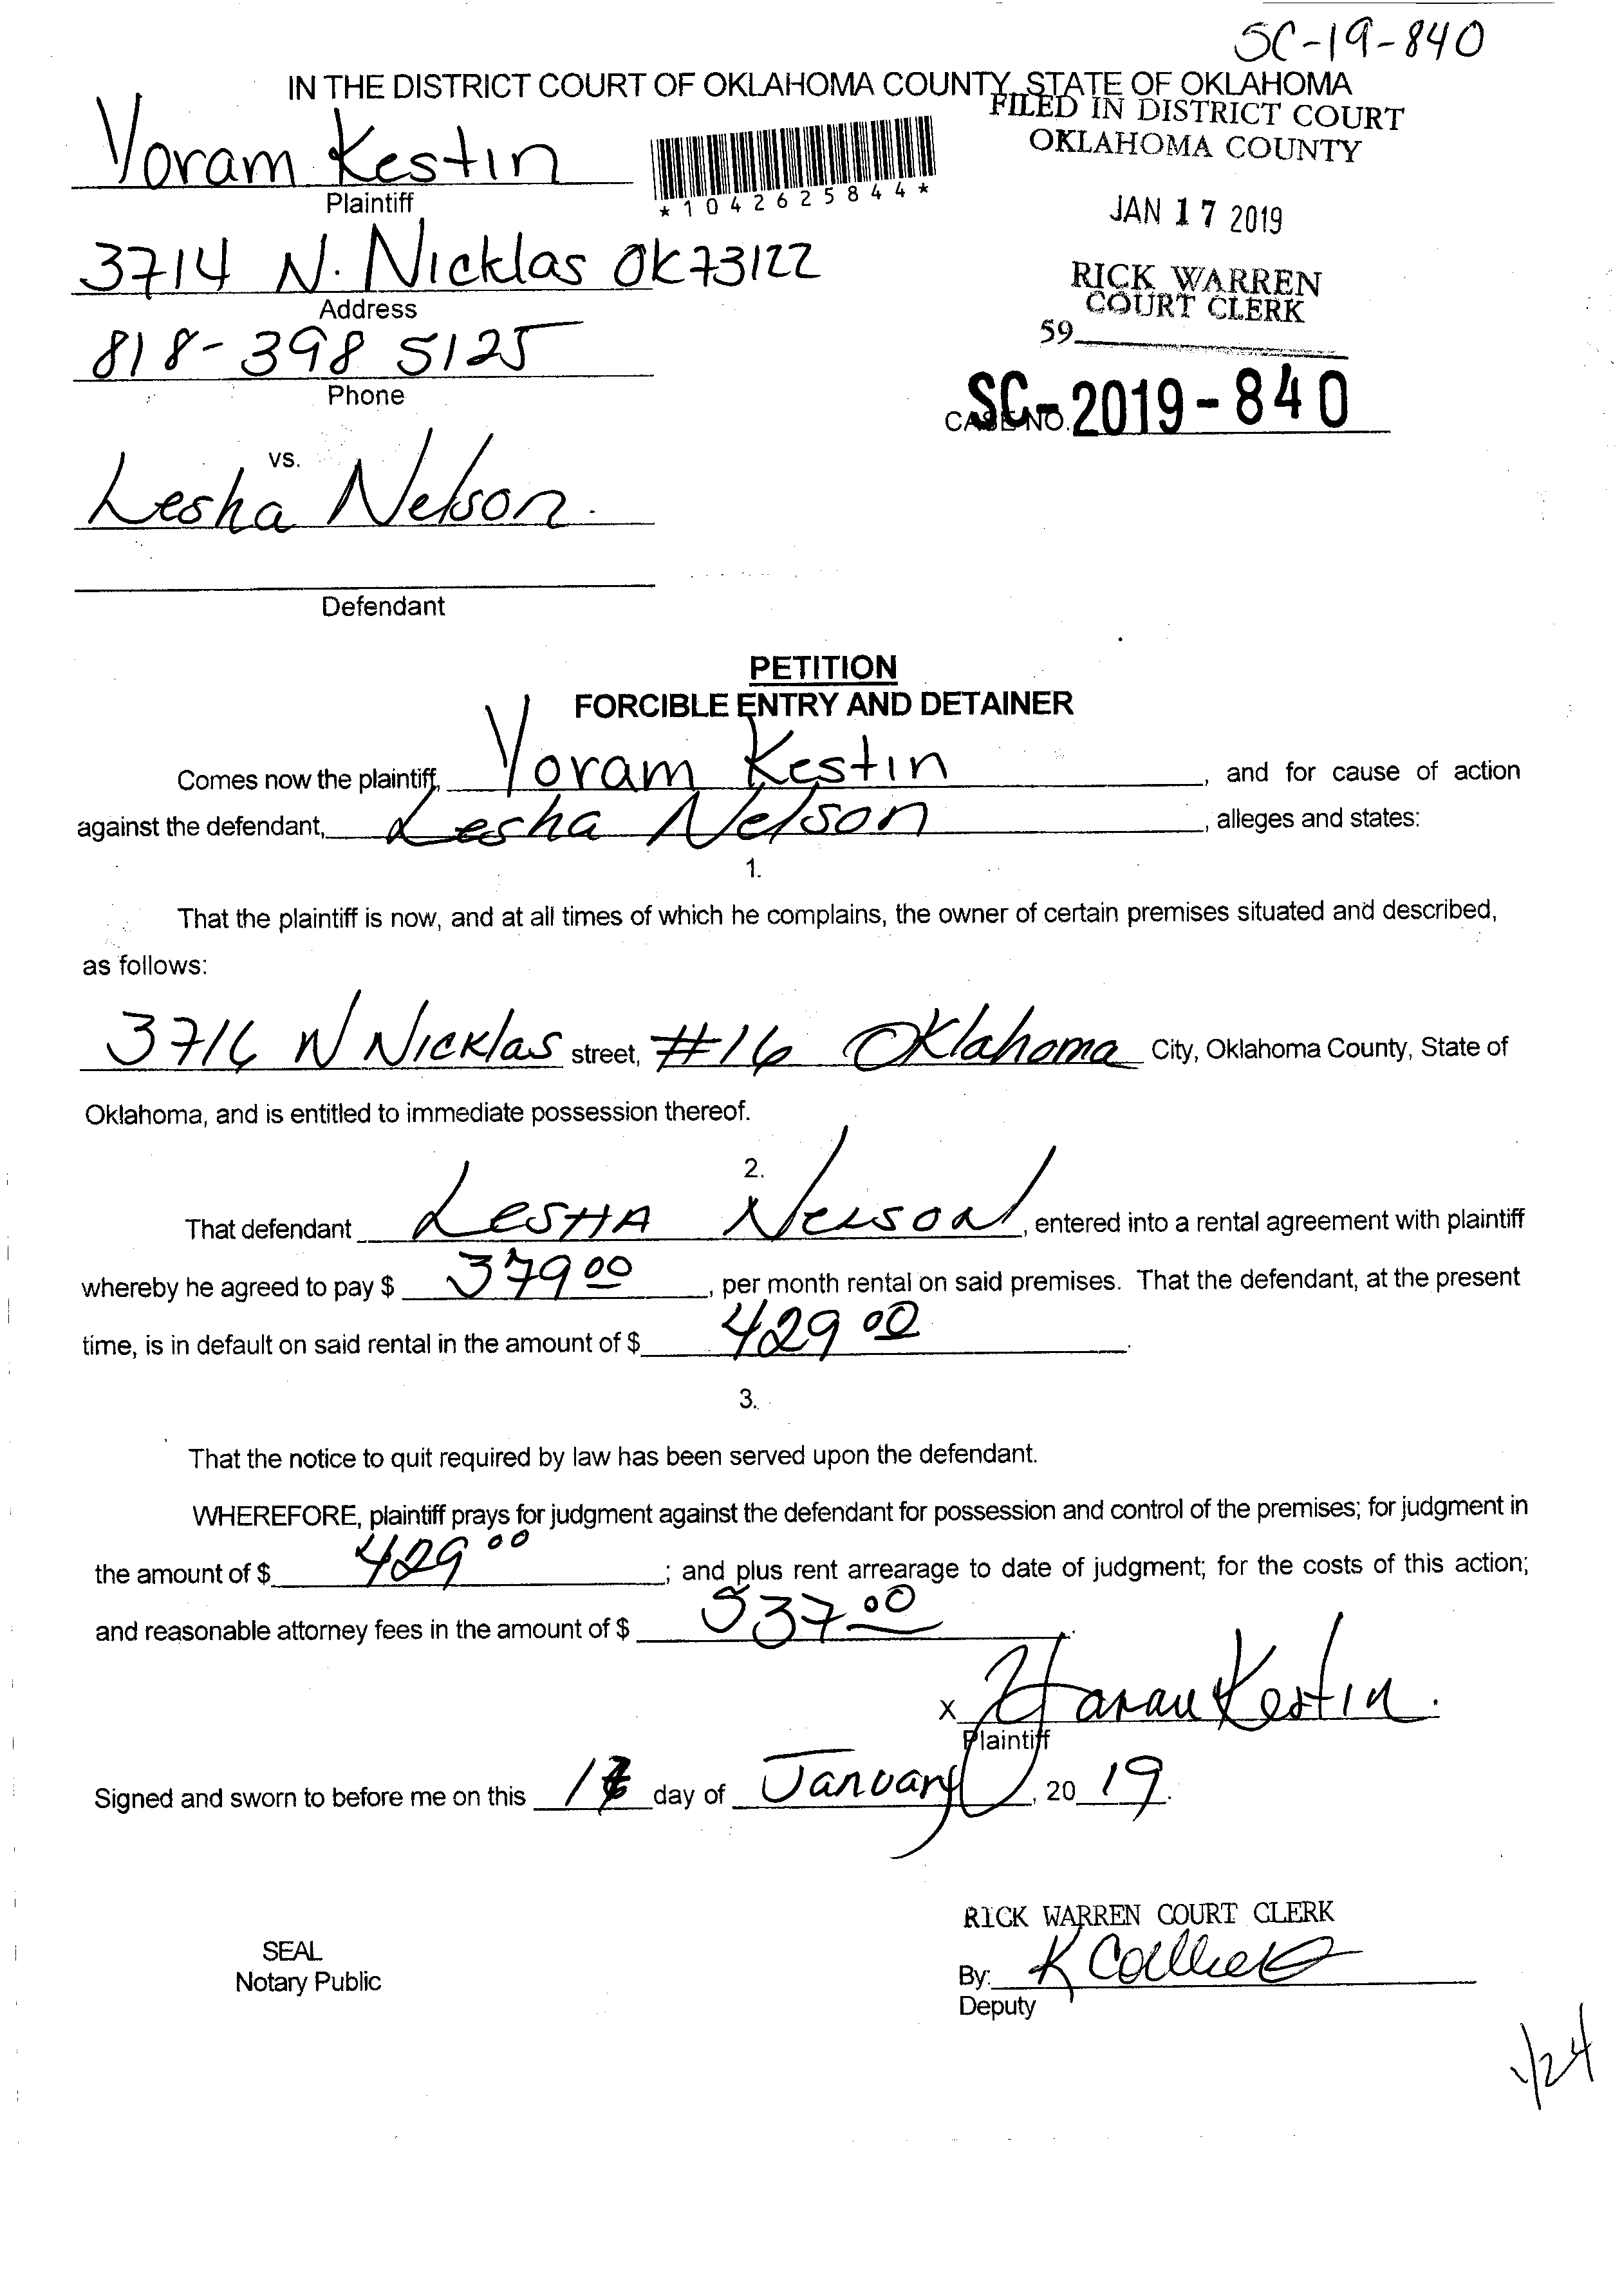 SC-19-840
IN THE DISTRICT COURT OF OKLAHOMA COUNTY, STATE OF OKLAHOMA
FILED IN DISTRICT COURT
OKLAHOMA COUNTY
Yoram Kestin
Plaintiff
*1042625844*
JAN 17 2019
3714 N. Nicklas OK 73122
Address
RICK WARREN
COURT CLERK
59
818-398 5125
Phone
CASE NO. SC-2019-840
vs.
Lesha Nelson.
Defendant
PETITION
FORCIBLE ENTRY AND DETAINER
Comes now the plaintiff, Yoram Kestin, and for cause of action
against the defendant, Lesha Nelson, alleges and states:
1.
That the plaintiff is now, and at all times of which he complains, the owner of certain premises situated and described,
as follows:
3716 N Nicklas street, #16 Oklahoma City, Oklahoma County, State of
Oklahoma, and is entitled to immediate possession thereof.
2.
That defendant Lesha Nelson, entered into a rental agreement with plaintiff
whereby he agreed to pay $ 379 00, per month rental on said premises. That the defendant, at the present
time, is in default on said rental in the amount of $ 429 00.
3.
That the notice to quit required by law has been served upon the defendant.
WHEREFORE, plaintiff prays for judgment against the defendant for possession and control of the premises; for judgment in
the amount of $ 429 00; and plus rent arrearage to date of judgment; for the costs of this action;
and reasonable attorney fees in the amount of $ 537 00.
X Yoram Kestin.
Plaintiff
Signed and sworn to before me on this 17 day of January, 20 19.
RICK WARREN COURT CLERK
SEAL
Notary Public
By: K
Deputy
1/24